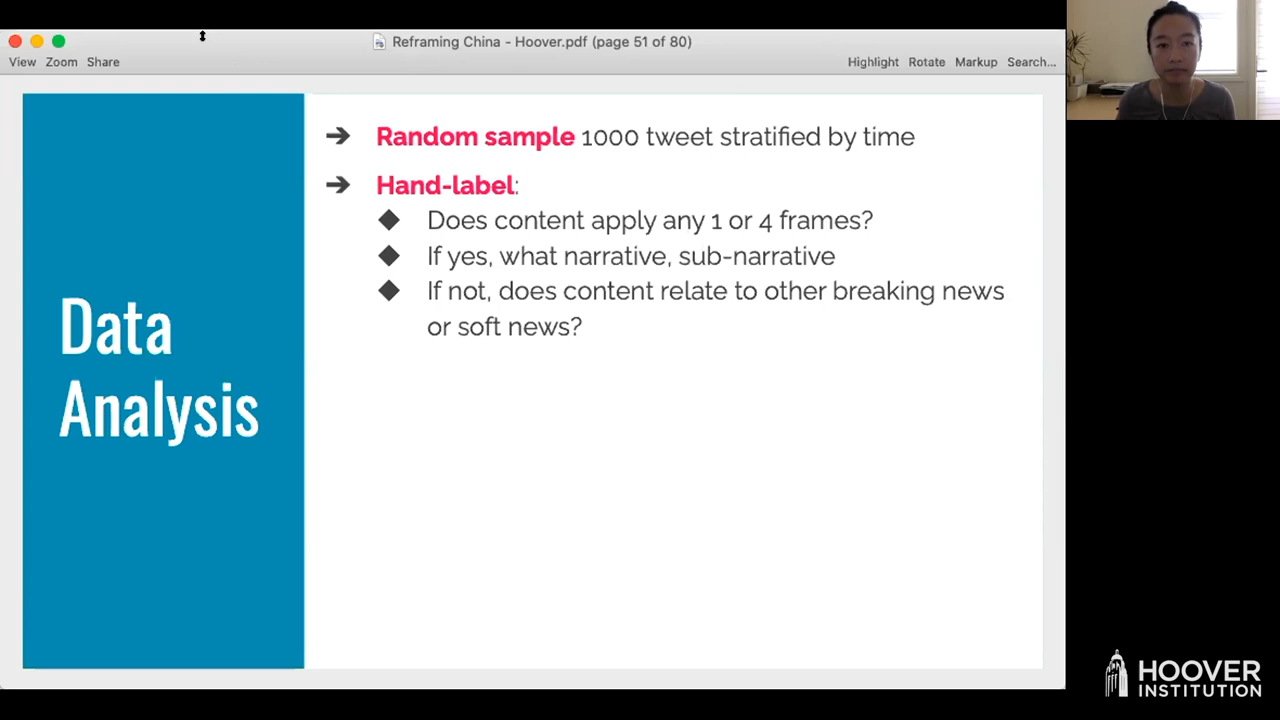 Reframing China - Hoover.pdf (page 51 of 80)
View Zoom Share
Highlight Rotate Markup Search...
Data
Analysis
➔ Random sample 1000 tweet stratified by time
➔ Hand-label:
◆ Does content apply any 1 or 4 frames?
◆ If yes, what narrative, sub-narrative
◆ If not, does content relate to other breaking news
or soft news?
HOOVER
INSTITUTION